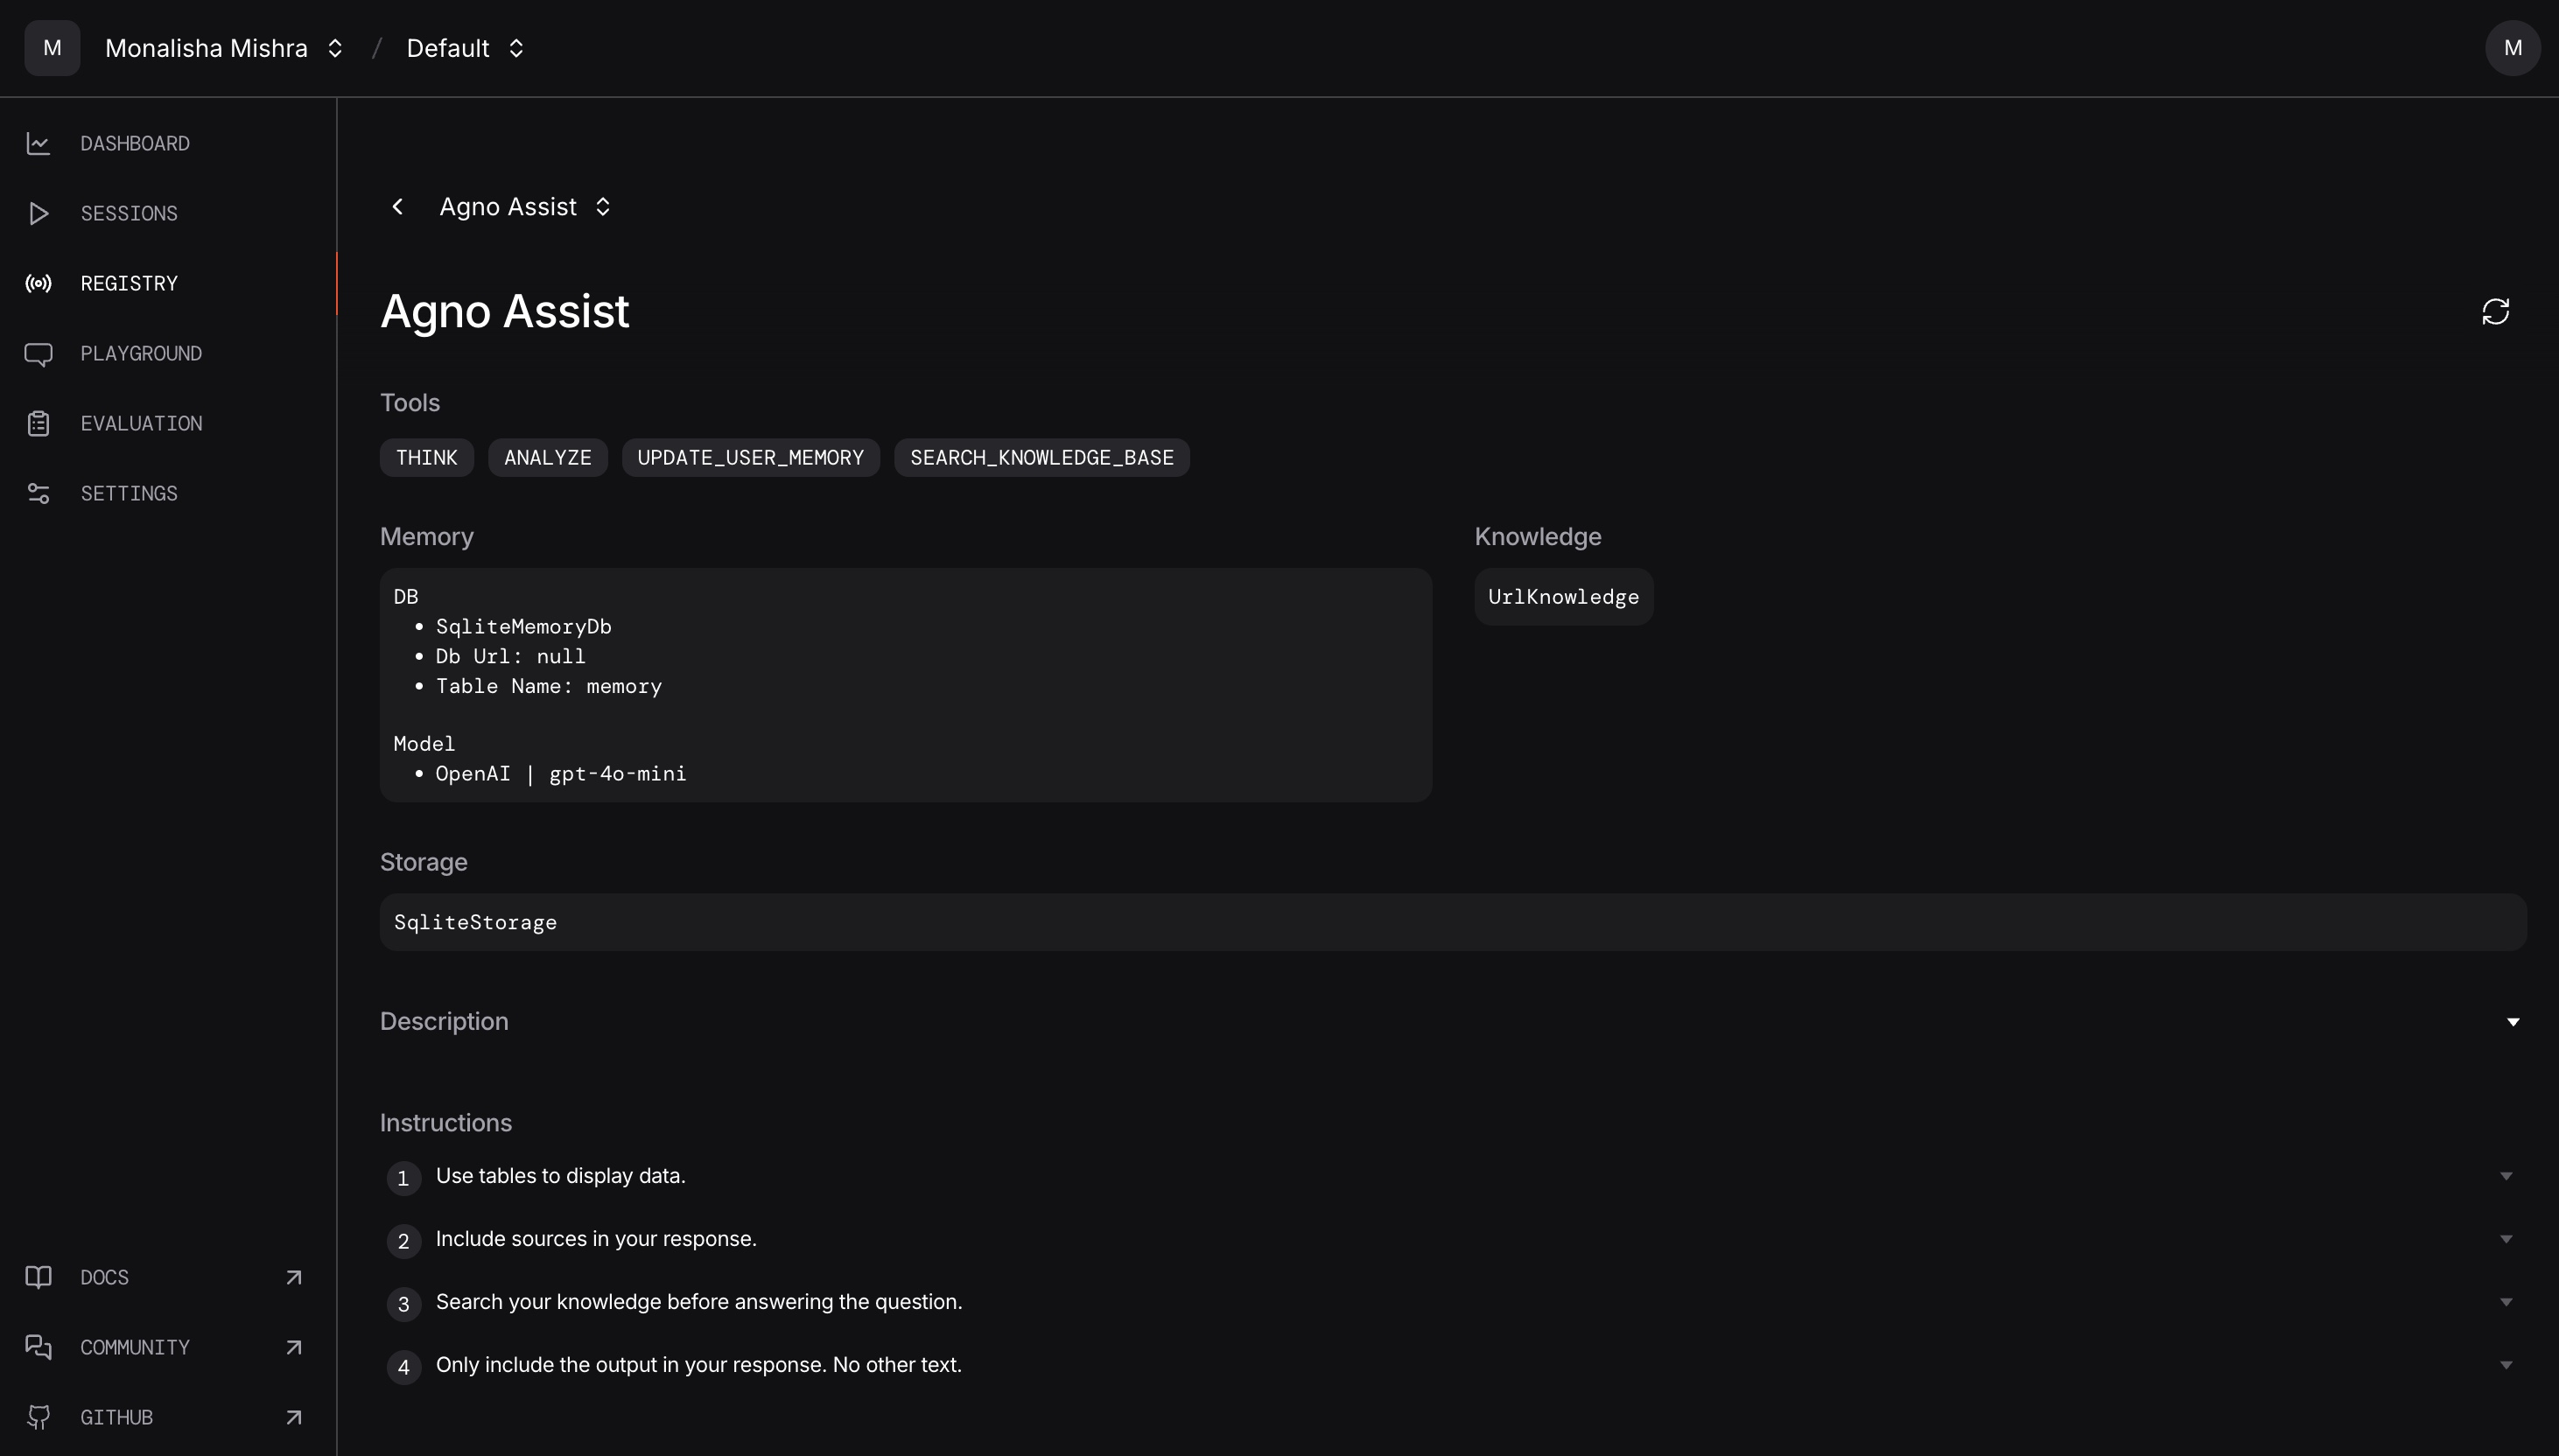 M Monalisha Mishra / Default M
DASHBOARD
SESSIONS
REGISTRY
PLAYGROUND
EVALUATION
SETTINGS
DOCS
COMMUNITY
GITHUB
Agno Assist
Agno Assist
Tools
THINK ANALYZE UPDATE_USER_MEMORY SEARCH_KNOWLEDGE_BASE
Memory
DB
• SqliteMemoryDb
• Db Url: null
• Table Name: memory
Model
• OpenAI | gpt-4o-mini
Knowledge
UrlKnowledge
Storage
SqliteStorage
Description
Instructions
1 Use tables to display data.
2 Include sources in your response.
3 Search your knowledge before answering the question.
4 Only include the output in your response. No other text.